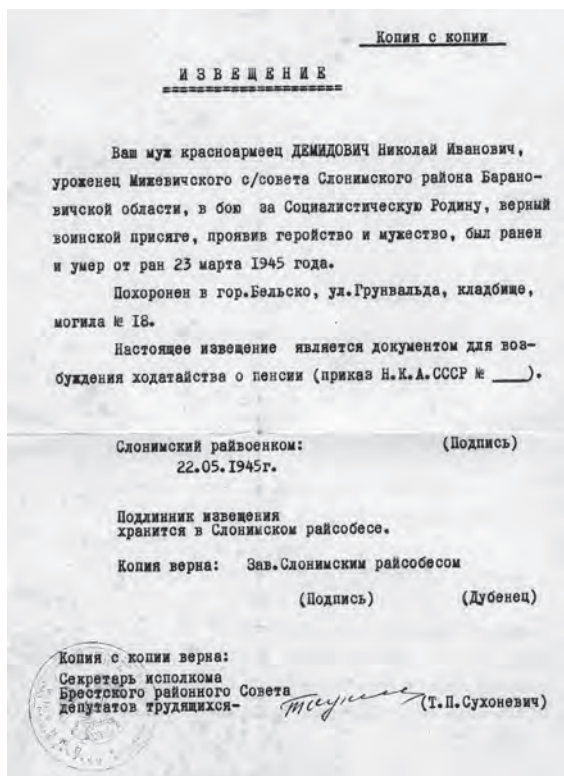 Копия с копии
ИЗВЕЩЕНИЕ
Ваш муж красноармеец ДЕМИДОВИЧ Николай Иванович,
уроженец Мижевичского с/совета Слонимского района Барано-
вичской области, в бою за Социалистическую Родину, верный
воинской присяге, проявив геройство и мужество, был ранен
и умер от ран 23 марта 1945 года.
Похоронен в гор.Бельско, ул.Грунвальда, кладбище,
могила № 18.
Настоящее извещение является документом для воз-
буждения ходатайства о пенсии (приказ Н.К.А.СССР № ____).
Слонимский райвоенком: (Подпись)
22.05.1945г.
Подлинник извещения
хранится в Слонимском райсобесе.
Копия верна: Зав.Слонимским райсобесом
(Подпись) (Дубенец)
Копия с копии верна:
Секретарь исполкома
Брестского районного Совета
депутатов трудящихся- (Т.П.Сухоневич)